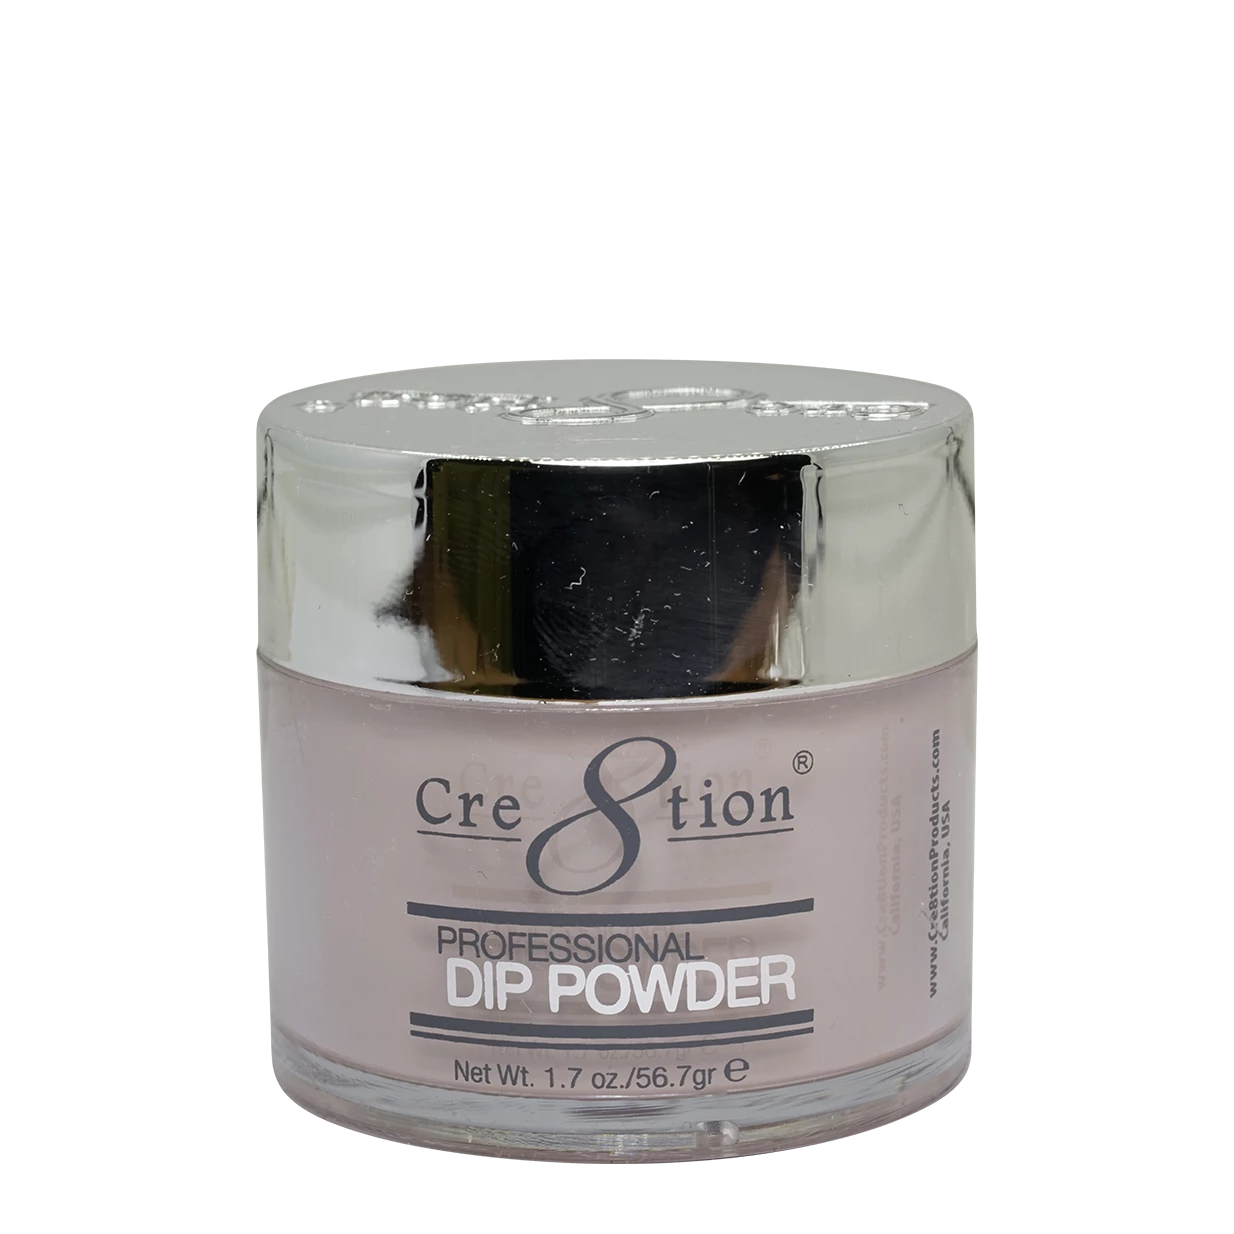 Cre8tion®
PROFESSIONAL
DIP POWDER
Net Wt. 1.7 oz./56.7gr ℮
www.Cre8tionProducts.com
California, USA